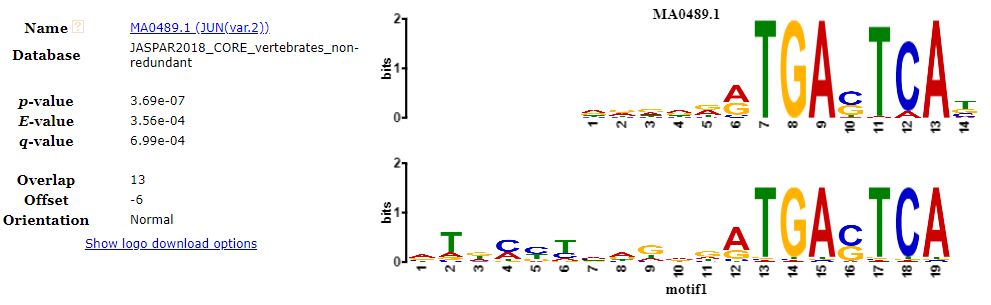 Name ?
MA0489.1 (JUN(var.2))
Database
JASPAR2018_CORE_vertebrates_non-
redundant
p-value 3.69e-07
E-value 3.56e-04
q-value 6.99e-04
Overlap 13
Offset -6
Orientation Normal
Show logo download options
MA0489.1
bits
2
1
0
A G T G A C G T C A T
1 2 3 4 5 6 7 8 9 10 11 12 13 14
bits
2
1
0
T C A C T T G A G T G A C G T C A
1 2 3 4 5 6 7 8 9 10 11 12 13 14 15 16 17 18 19
motif1